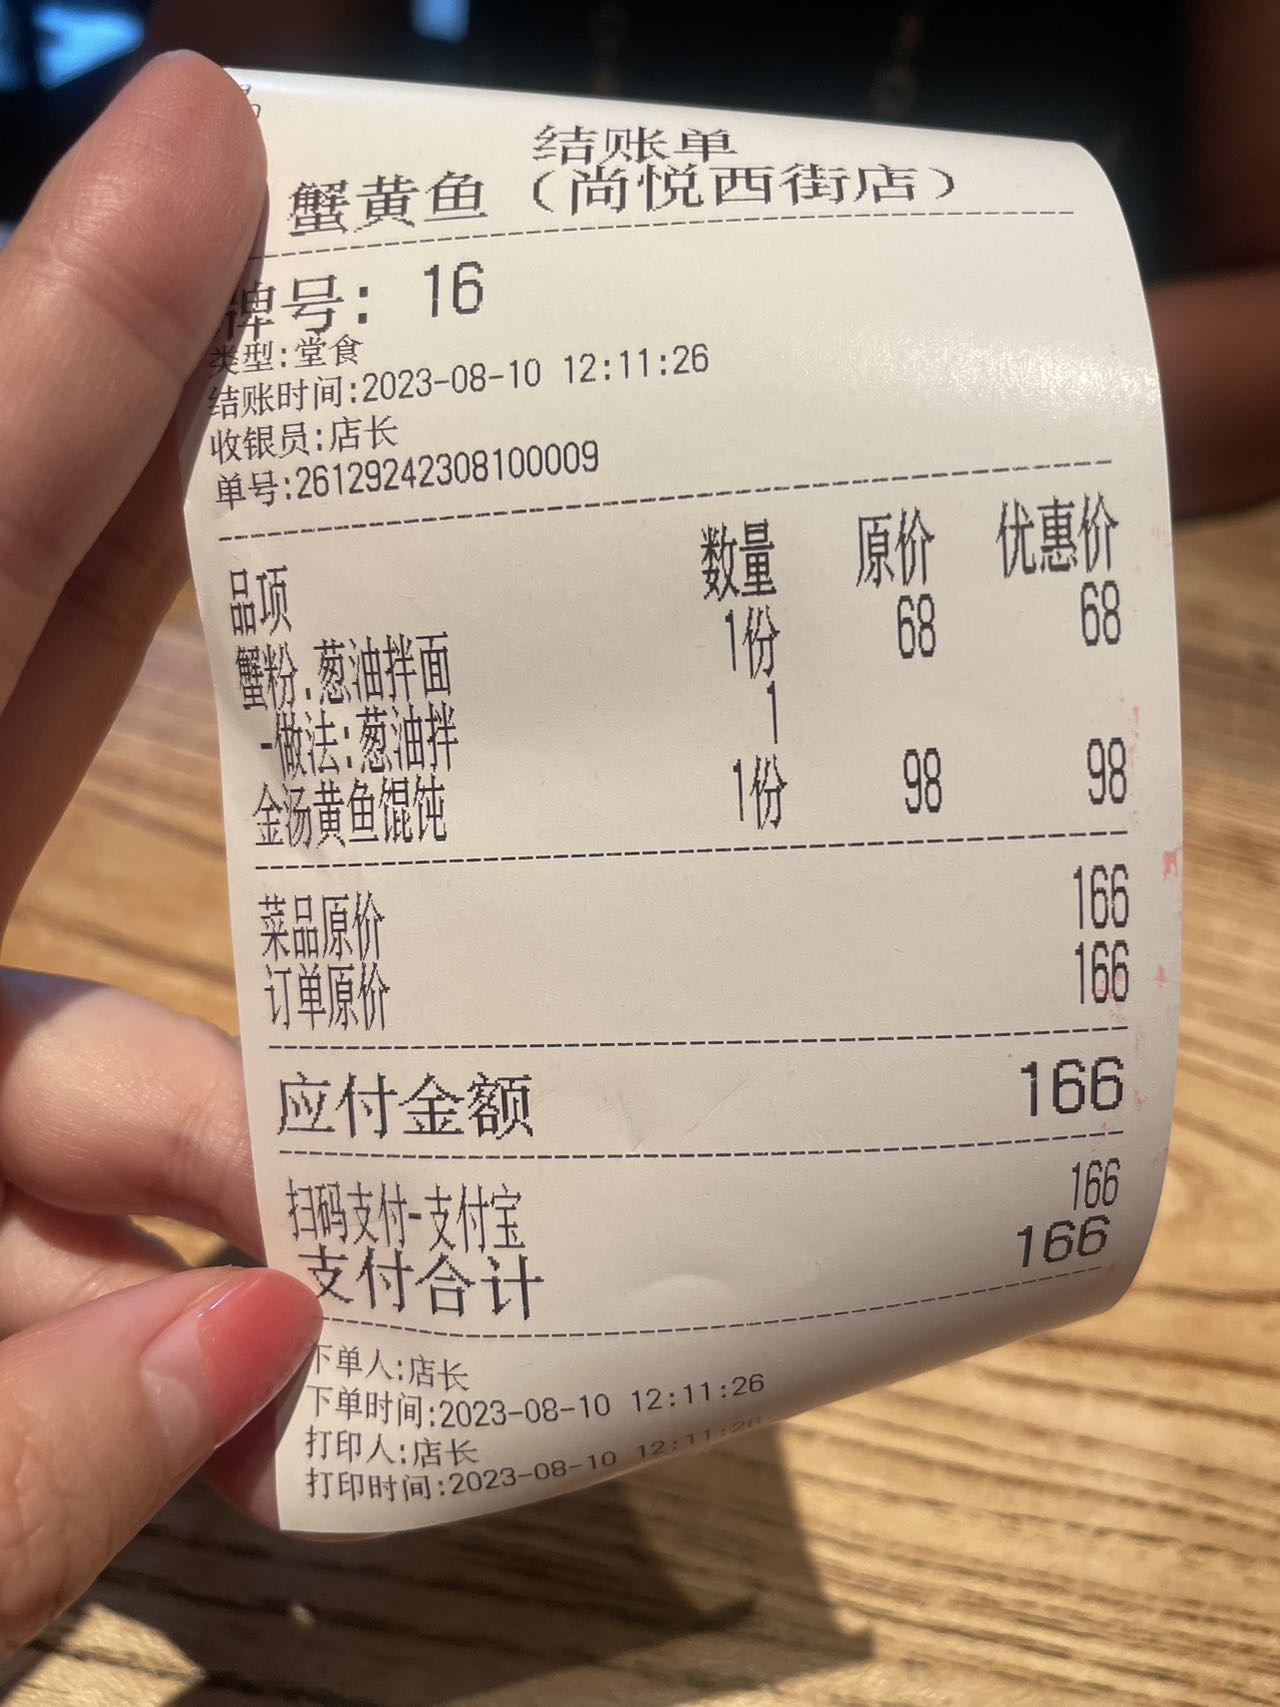 结账单
蟹黄鱼（尚悦西街店）
牌号: 16
类型:堂食
结账时间:2023-08-10 12:11:26
收银员:店长
单号:26129242308100009
品项 数量 原价 优惠价
蟹粉.葱油拌面 1份 68 68
-做法:葱油拌 1
金汤黄鱼馄饨 1份 98 98
菜品原价 166
订单原价 166
应付金额 166
扫码支付-支付宝 166
支付合计 166
下单人:店长
下单时间:2023-08-10 12:11:26
打印人:店长
打印时间:2023-08-10 12:11:26